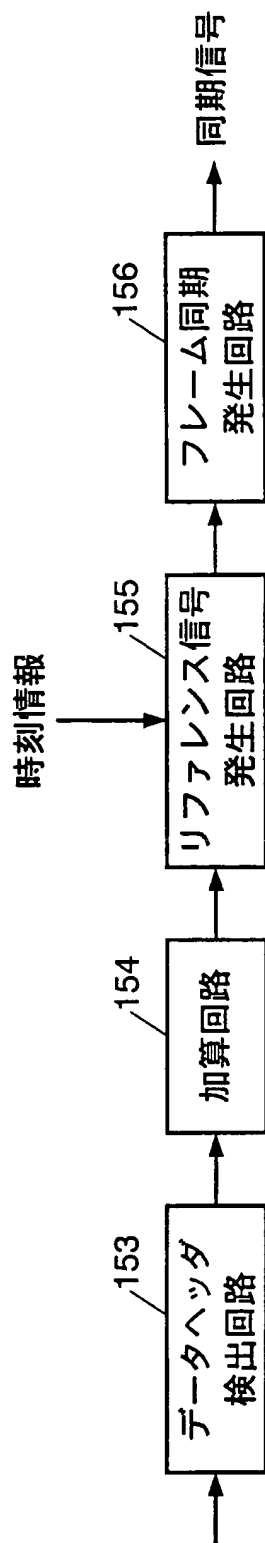 153
データヘッダ
検出回路
154
加算回路
時刻情報
155
リファレンス信号
発生回路
156
フレーム同期
発生回路
同期信号